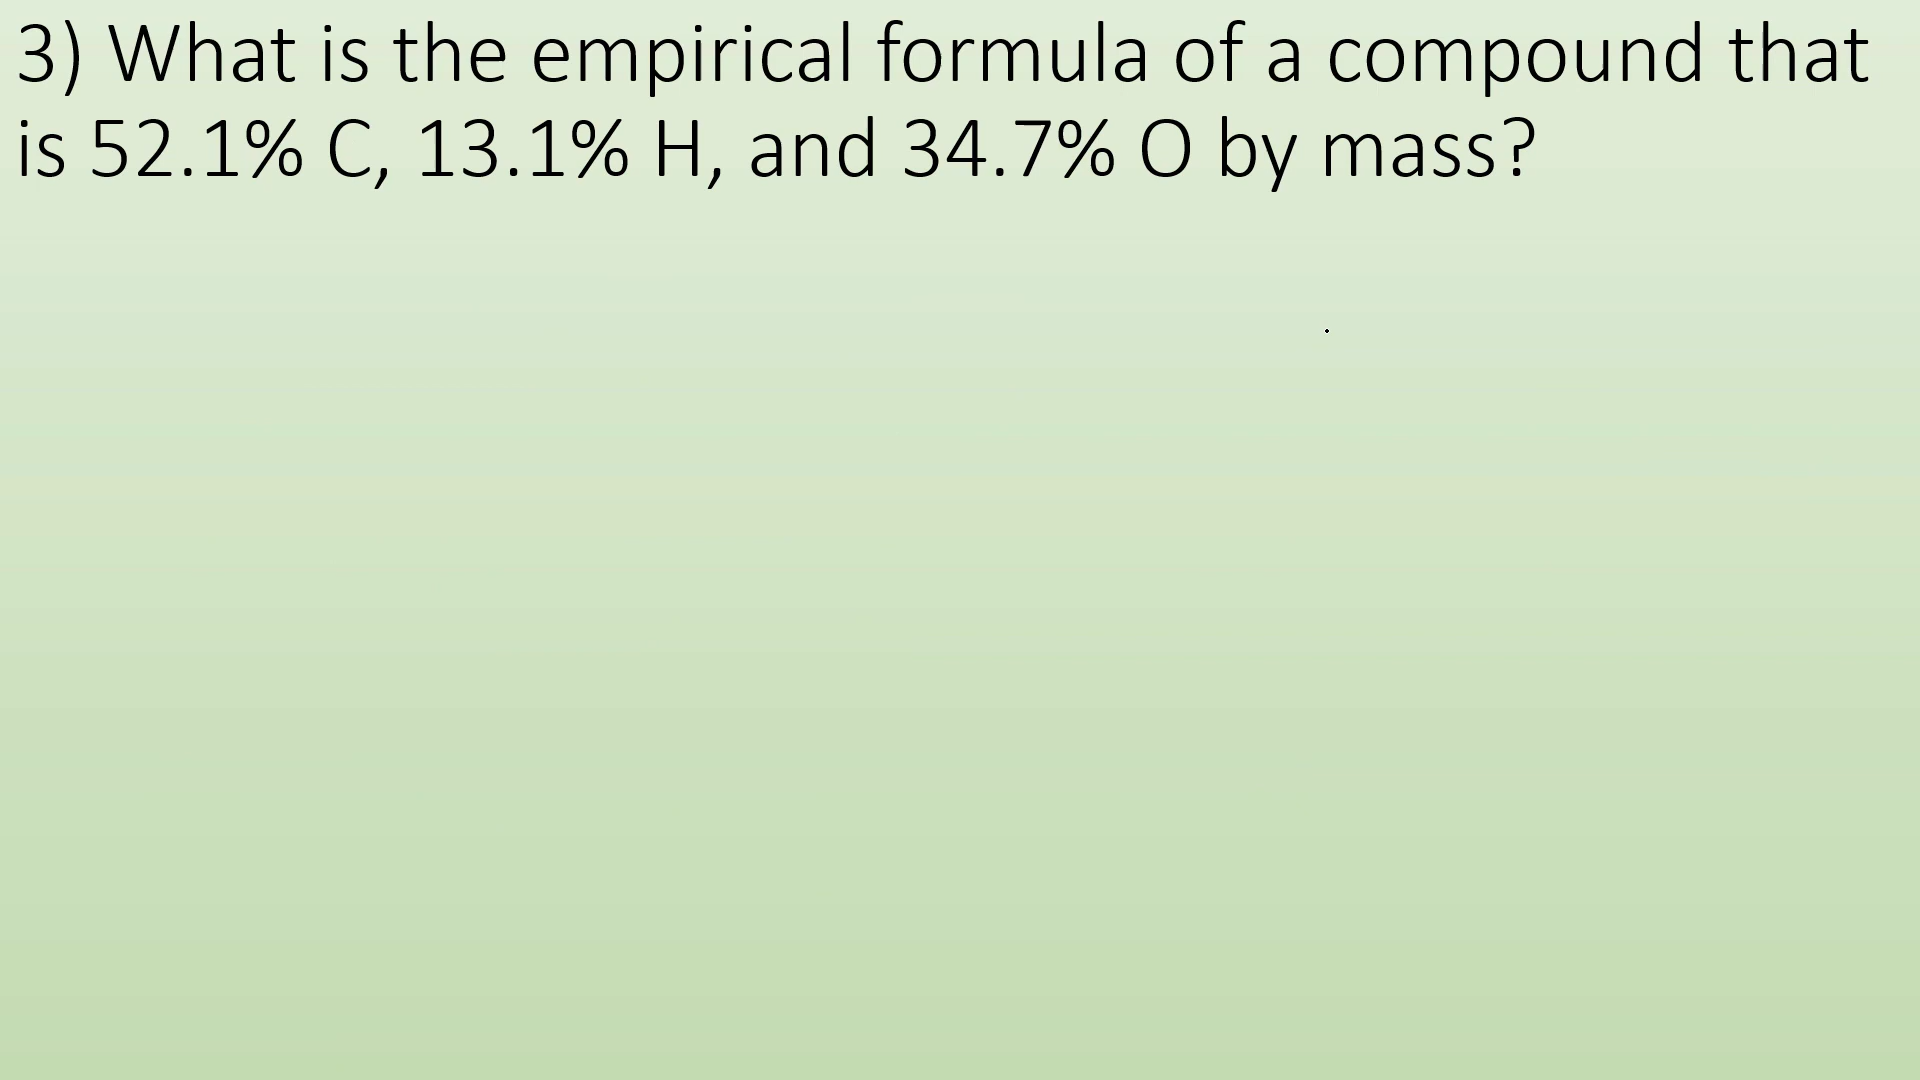 3) What is the empirical formula of a compound that
is 52.1% C, 13.1% H, and 34.7% O by mass?